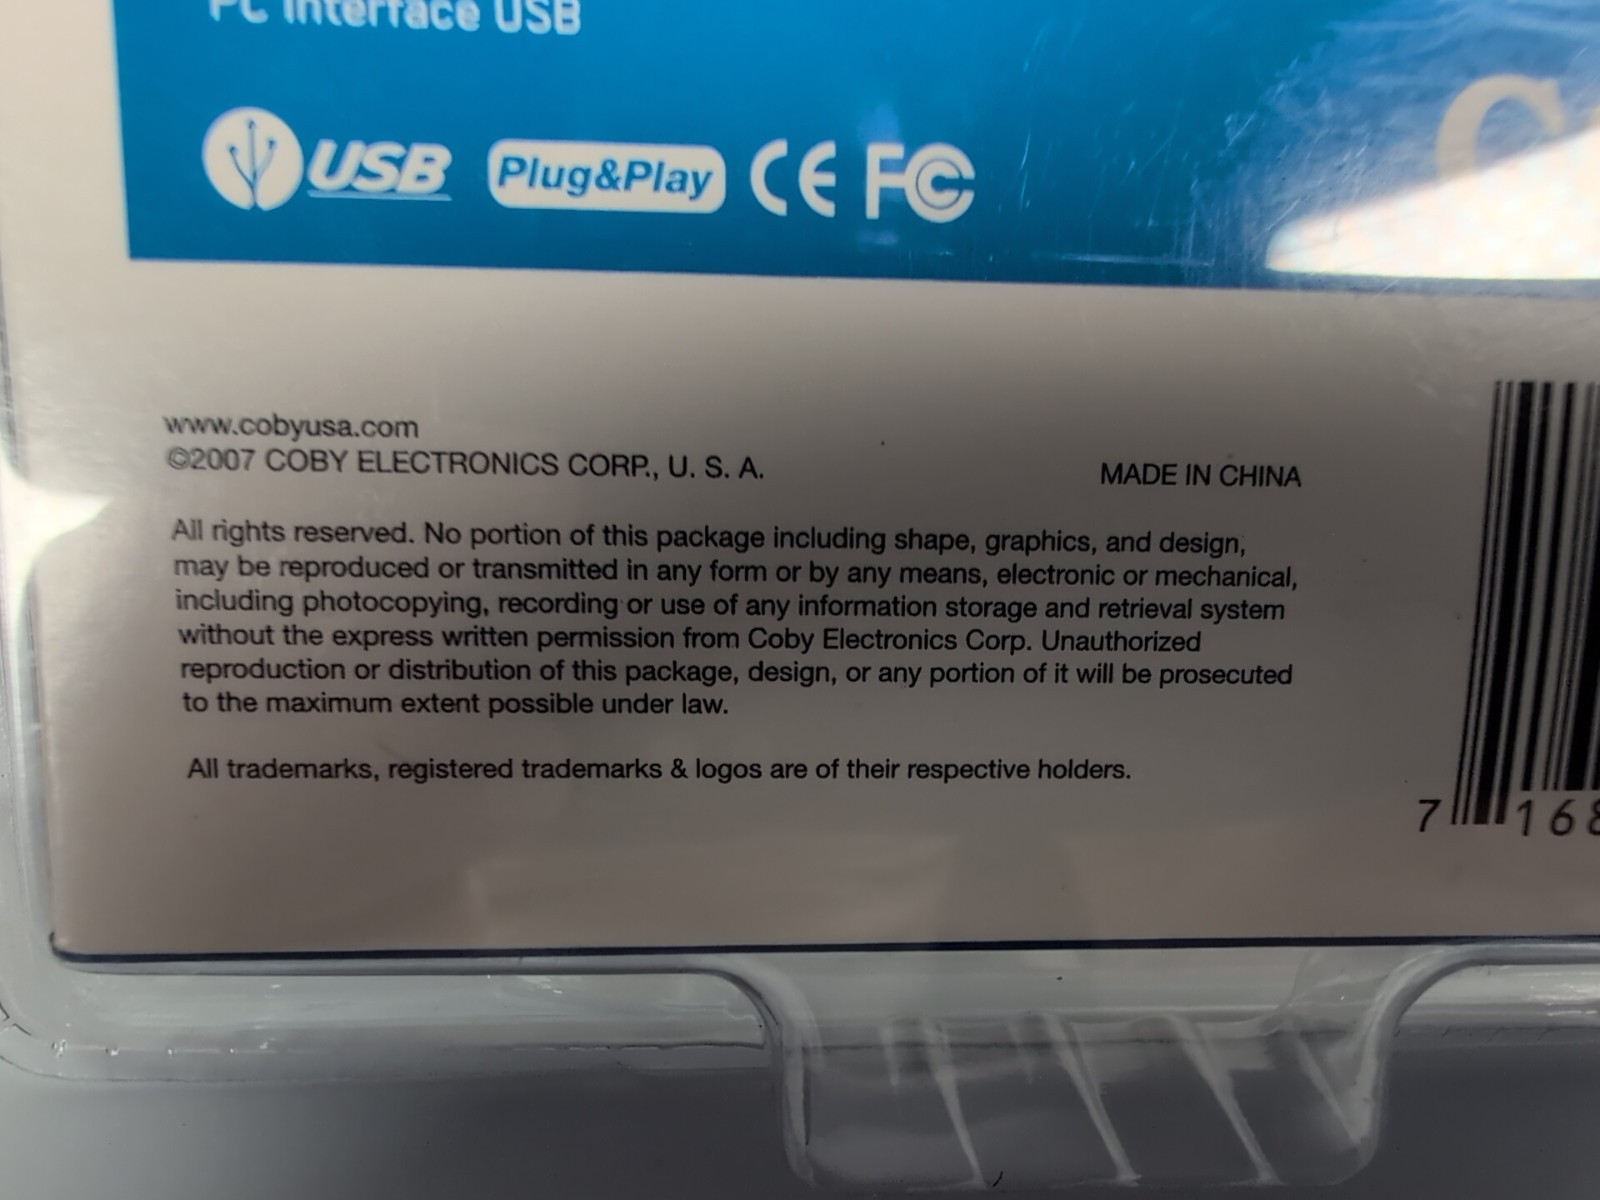 PC Interface USB
USB Plug&Play CE FC
www.cobyusa.com
©2007 COBY ELECTRONICS CORP., U. S. A.
MADE IN CHINA
All rights reserved. No portion of this package including shape, graphics, and design,
may be reproduced or transmitted in any form or by any means, electronic or mechanical,
including photocopying, recording or use of any information storage and retrieval system
without the express written permission from Coby Electronics Corp. Unauthorized
reproduction or distribution of this package, design, or any portion of it will be prosecuted
to the maximum extent possible under law.
All trademarks, registered trademarks & logos are of their respective holders.
7 168